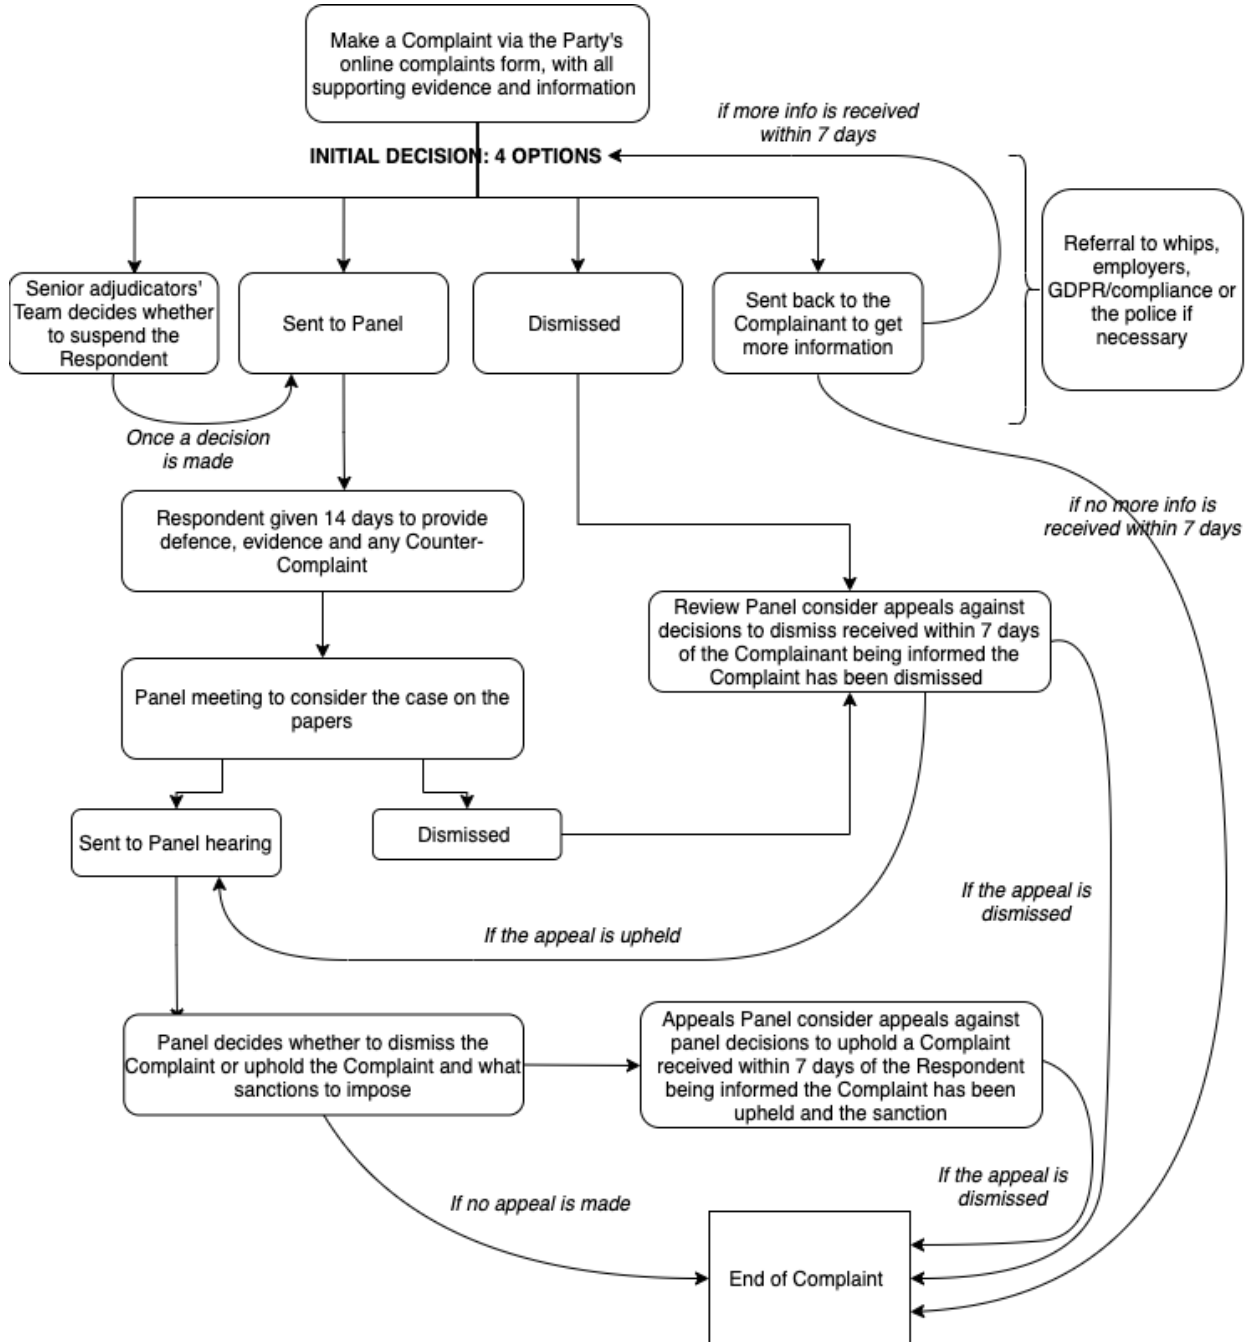 Make a Complaint via the Party's
online complaints form, with all
supporting evidence and information
if more info is received
within 7 days
INITIAL DECISION: 4 OPTIONS
Senior adjudicators'
Team decides whether
to suspend the
Respondent
Sent to Panel
Dismissed
Sent back to the
Complainant to get
more information
Referral to whips,
employers,
GDPR/compliance or
the police if
necessary
Once a decision
is made
if no more info is
received within 7 days
Respondent given 14 days to provide
defence, evidence and any Counter-
Complaint
Review Panel consider appeals against
decisions to dismiss received within 7 days
of the Complainant being informed the
Complaint has been dismissed
Panel meeting to consider the case on the
papers
Sent to Panel hearing
Dismissed
If the appeal is
dismissed
If the appeal is upheld
Panel decides whether to dismiss the
Complaint or uphold the Complaint and what
sanctions to impose
Appeals Panel consider appeals against
panel decisions to uphold a Complaint
received within 7 days of the Respondent
being informed the Complaint has been
upheld and the sanction
If the appeal is
dismissed
If no appeal is made
End of Complaint